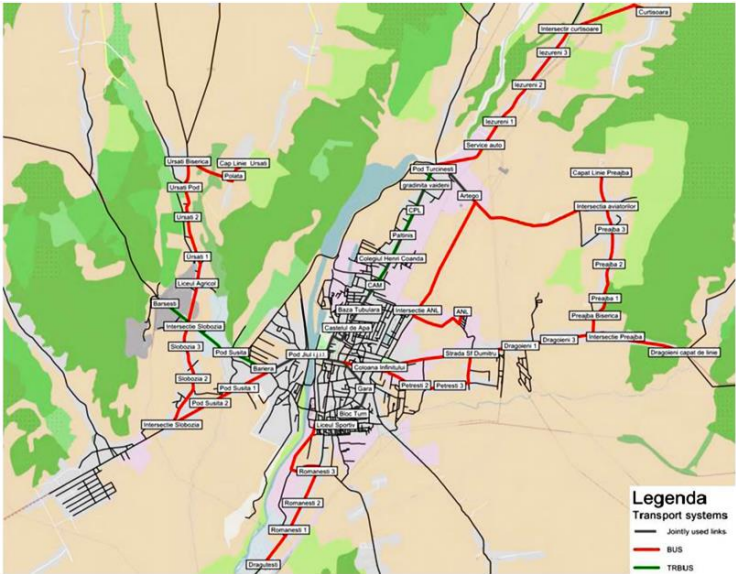 Curtisoara
Intersectir curtisoare
Iezureni 3
Iezureni 2
Iezureni 1
Service auto
Pod Turcinesti
gradinita vaideni
Artego
CPL
Paltinis
Colegiul Henri Coanda
CAM
Baza Tubulara
Castelul de Apa
Intersectie ANL
ANL
Ursati Biserica
Cap Linie Ursati
Polata
Ursati Pod
Ursati 2
Ursati 1
Liceul Agricol
Barsesti
Intersectie Slobozia
Slobozia 3
Pod Susita
Bariera
Slobozia 2
Pod Susita 1
Pod Susita 2
Intersectie Slobozia
Capat Linie Preajba
Intersectia aviatorilor
Preajba 3
Preajba 2
Preajba 1
Preajba Biserica
Intersectie Preajba
Dragoieni 3
Dragoieni 1
Dragoieni capat de linie
Strada Sf Dumitru
Coloana Infinitului
Petresti 2
Petresti 3
Gara
Bloc Turn
Liceul Sportiv
Romanesti 3
Romanesti 2
Romanesti 1
Dragutesti
Legenda
Transport systems
Jointly used links
BUS
TRBIUS